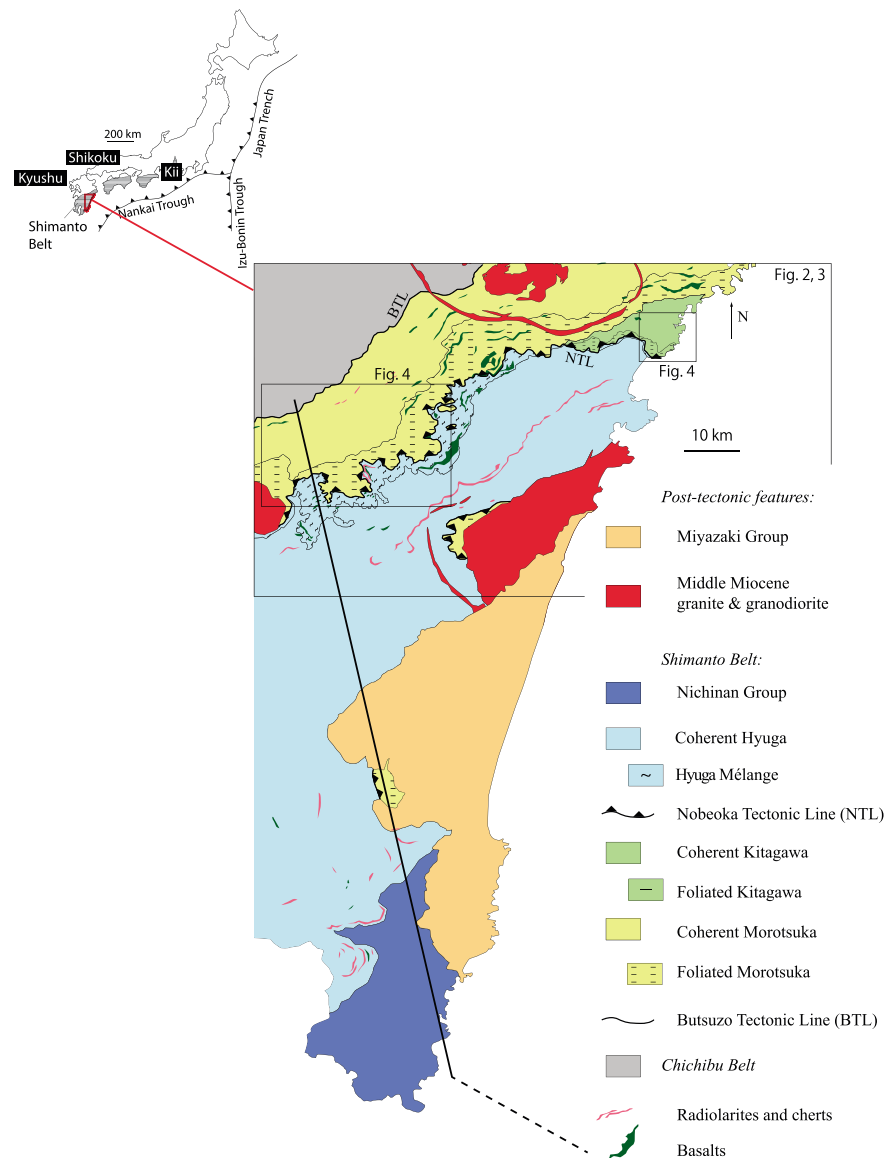 200 km
Japan Trench
Shikoku
Kii
Kyushu
Nankai Trough
Shimanto
Belt
Izu-Bonin Trough
Fig. 2, 3
BTL
N
NTL
Fig. 4
Fig. 4
10 km
Post-tectonic features:
Miyazaki Group
Middle Miocene
granite & granodiorite
Shimanto Belt:
Nichinan Group
Coherent Hyuga
~
Hyuga Mélange
Nobeoka Tectonic Line (NTL)
Coherent Kitagawa
Foliated Kitagawa
Coherent Morotsuka
Foliated Morotsuka
Butsuzo Tectonic Line (BTL)
Chichibu Belt
Radiolarites and cherts
Basalts